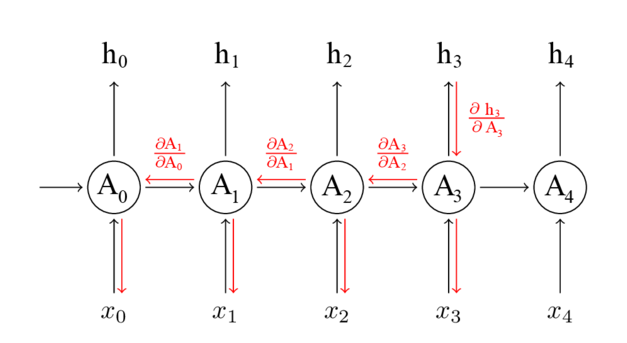 h₀ h₁ h₂ h₃ h₄
∂A₁/∂A₀ ∂A₂/∂A₁ ∂A₃/∂A₂ ∂ h₃/∂ A₃
A₀ A₁ A₂ A₃ A₄
x₀ x₁ x₂ x₃ x₄